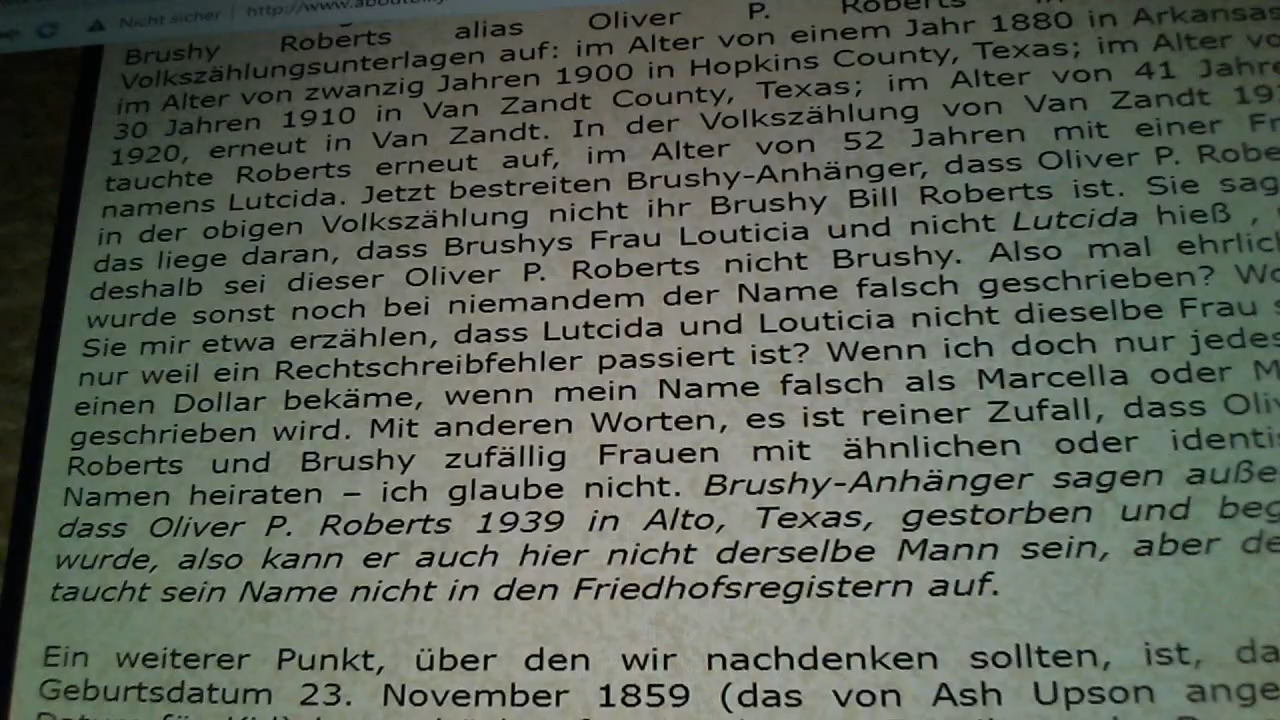 Nicht sicher | http://www.
Brushy Roberts alias Oliver P. Roberts
Volkszählungsunterlagen auf: im Alter von einem Jahr 1880 in Arkansas
im Alter von zwanzig Jahren 1900 in Hopkins County, Texas; im Alter
30 Jahren 1910 in Van Zandt County, Texas; im Alter von 41
1920, erneut in Van Zandt. In der Volkszählung von Van Zandt
tauchte Roberts erneut auf, im Alter von 52 Jahren mit einer
namens Lutcida. Jetzt bestreiten Brushy-Anhänger, dass Oliver P.
in der obigen Volkszählung nicht ihr Brushy Bill Roberts ist. Sie
das liege daran, dass Brushys Frau Louticia und nicht Lutcida hieß ,
deshalb sei dieser Oliver P. Roberts nicht Brushy. Also mal
wurde sonst noch bei niemandem der Name falsch geschrieben?
Sie mir etwa erzählen, dass Lutcida und Louticia nicht dieselbe Frau
nur weil ein Rechtschreibfehler passiert ist? Wenn ich doch nur
einen Dollar bekäme, wenn mein Name falsch als Marcella oder
geschrieben wird. Mit anderen Worten, es ist reiner Zufall, dass
Roberts und Brushy zufällig Frauen mit ähnlichen oder
Namen heiraten – ich glaube nicht. Brushy-Anhänger sagen
dass Oliver P. Roberts 1939 in Alto, Texas, gestorben und
wurde, also kann er auch hier nicht derselbe Mann sein, aber
taucht sein Name nicht in den Friedhofsregistern auf.
Ein weiterer Punkt, über den wir nachdenken sollten, ist,
Geburtsdatum 23. November 1859 (das von Ash Upson